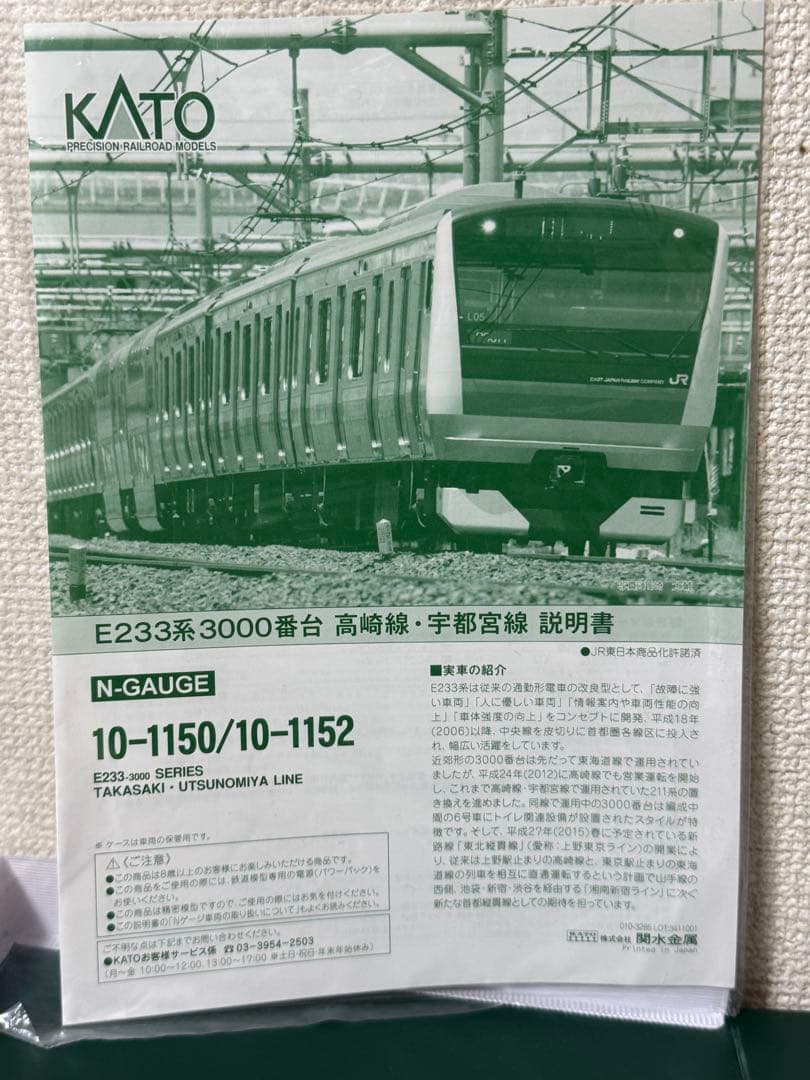 KATO
PRECISION RAILROAD MODELS
L05
EAST JAPAN RAILWAY COMPANY JR
E233系3000番台 高崎線・宇都宮線 説明書
●JR東日本商品化許諾済
N-GAUGE
10-1150/10-1152
E233-3000 SERIES
TAKASAKI・UTSUNOMIYA LINE
■実車の紹介
E233系は従来の通勤形電車の改良型として、「故障に強
い車両」「人に優しい車両」「情報案内や車両性能の向
上」「車体強度の向上」をコンセプトに開発、平成18年
(2006)以降、中央線を皮切りに首都圏各線区に投入さ
れ、幅広い活躍をしています。
近郊形の3000番台は先だって東海道線で運用されてい
ましたが、平成24年(2012)に高崎線でも営業運転を開始
し、これまで高崎線・宇都宮線で運用されていた211系の置
き換えを進めました。同線で運用中の3000番台は編成中
間の6号車にトイレ関連設備が設置されたスタイルが特
徴です。そして、平成27年(2015)春に予定されている新
路線「東北縦貫線」(愛称：上野東京ライン)の開業によ
り、従来は上野駅止まりの高崎線と、東京駅止まりの東海
道線の列車を相互に直通運転するという計画で山手線の
西側、池袋・新宿・渋谷を経由する「湘南新宿ライン」に次ぐ
新たな首都縦貫線としての期待を担っています。
※ ケースは車両の保管用です。
⚠〈ご注意〉
●この商品は8歳以上のお客様にお楽しみいただける商品です。
●この商品をご使用の際には、鉄道模型専用の電源（パワーパック）を
お使いください。
●この商品は精密模型ですので、ご使用の際にはお気を付けください。
●この説明書の「Nゲージ車両の取り扱いについて」もよくお読みください。
ご不明な点は下記までお問い合わせください。
●KATOお客様サービス係 ☎03-3954-2503
（月～金 10:00～12:00、13:00～17:00 ※土日・祝日・年末年始休み）
010-3285 LOT:3411001
KATO 株式会社 関水金属
Printed in Japan